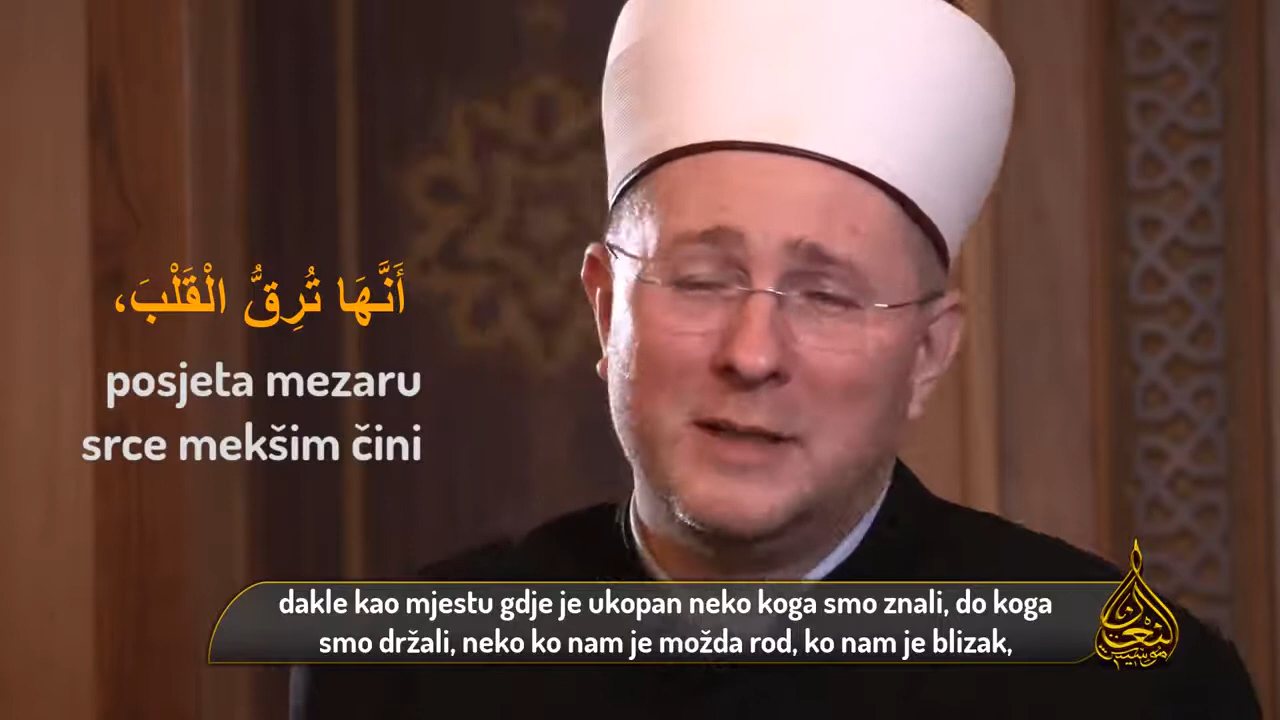 أَنَّهَا تُرِقُّ الْقَلْبَ،
posjeta mezaru
srce mekšim čini
dakle kao mjestu gdje je ukopan neko koga smo znali, do koga
smo držali, neko ko nam je možda rod, ko nam je blizak,